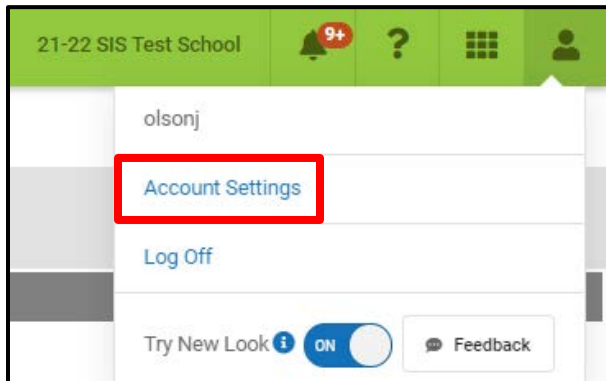 21-22 SIS Test School 9+ ?
olsonj
Account Settings
Log Off
Try New Look i ON Feedback